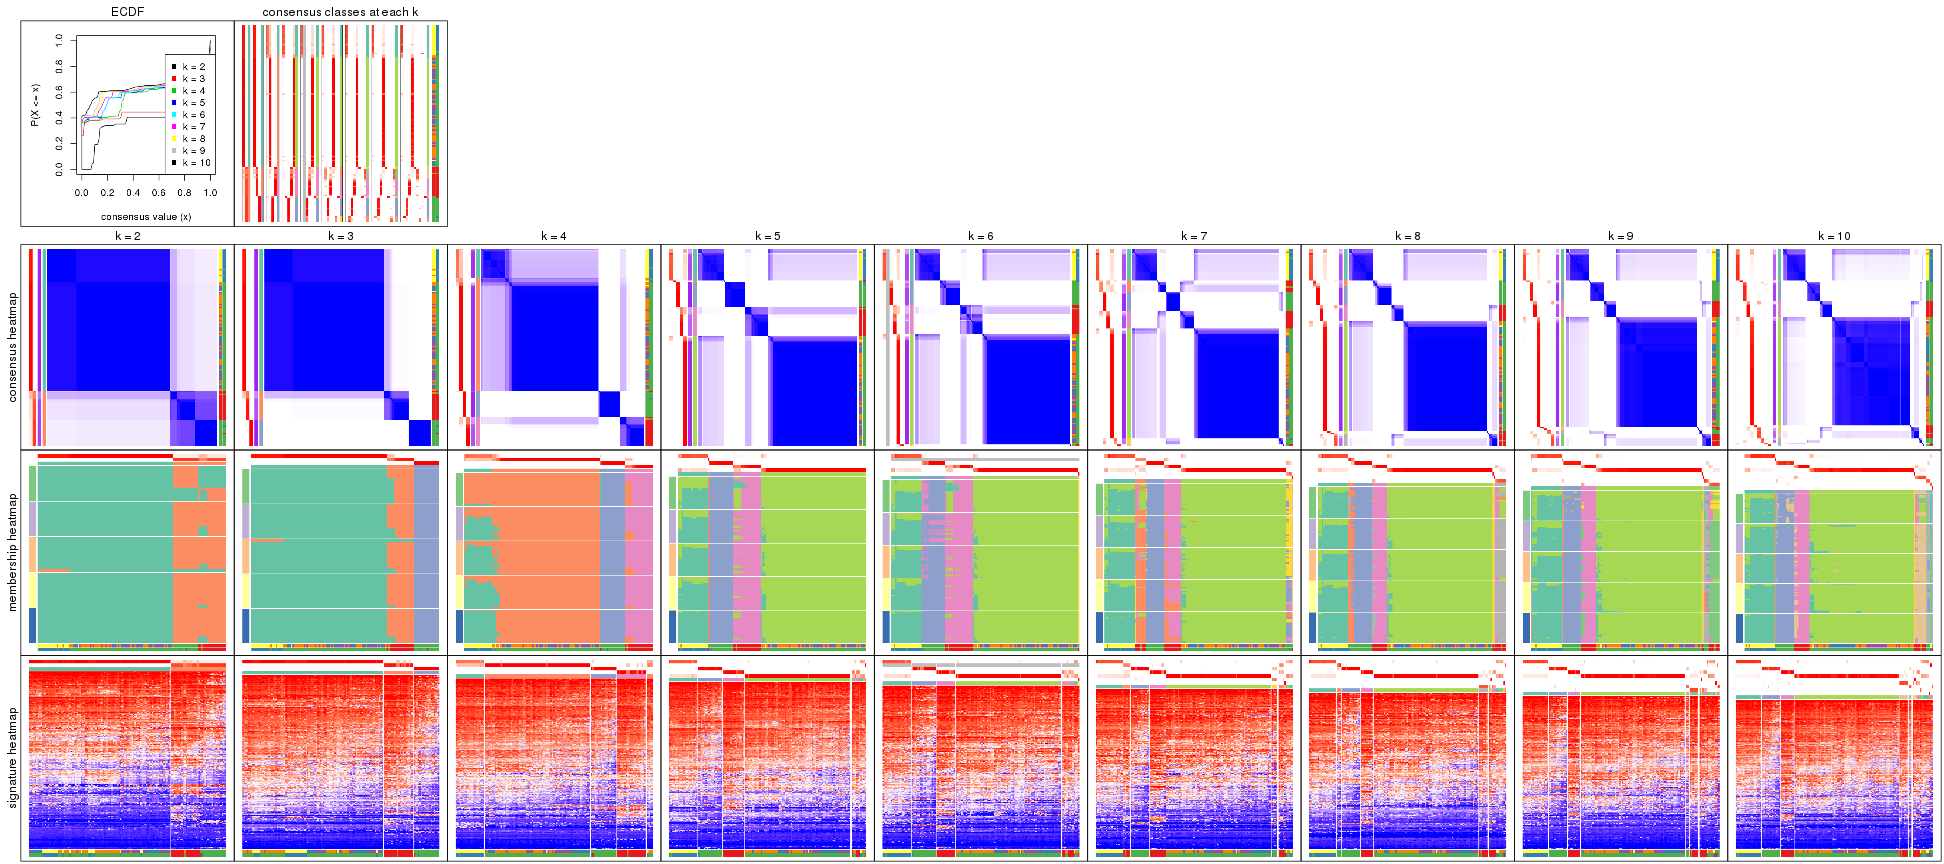 ECDF
consensus classes at each k
P(X <= x)
0.0 0.2 0.4 0.6 0.8 1.0
k = 2
k = 3
k = 4
k = 5
k = 6
k = 7
k = 8
k = 9
k = 10
0.0 0.2 0.4 0.6 0.8 1.0
consensus value (x)
k = 2 k = 3 k = 4 k = 5 k = 6 k = 7 k = 8 k = 9 k = 10
consensus heatmap
membership heatmap
signature heatmap